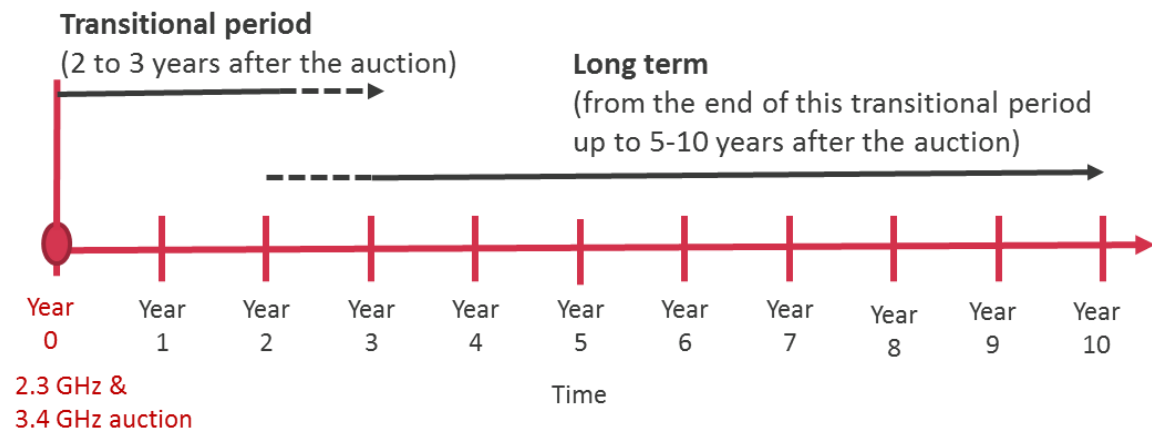 Transitional period
(2 to 3 years after the auction)
Long term
(from the end of this transitional period
up to 5-10 years after the auction)
Year Year Year Year Year Year Year Year Year Year Year
0 1 2 3 4 5 6 7 8 9 10
2.3 GHz &
3.4 GHz auction
Time